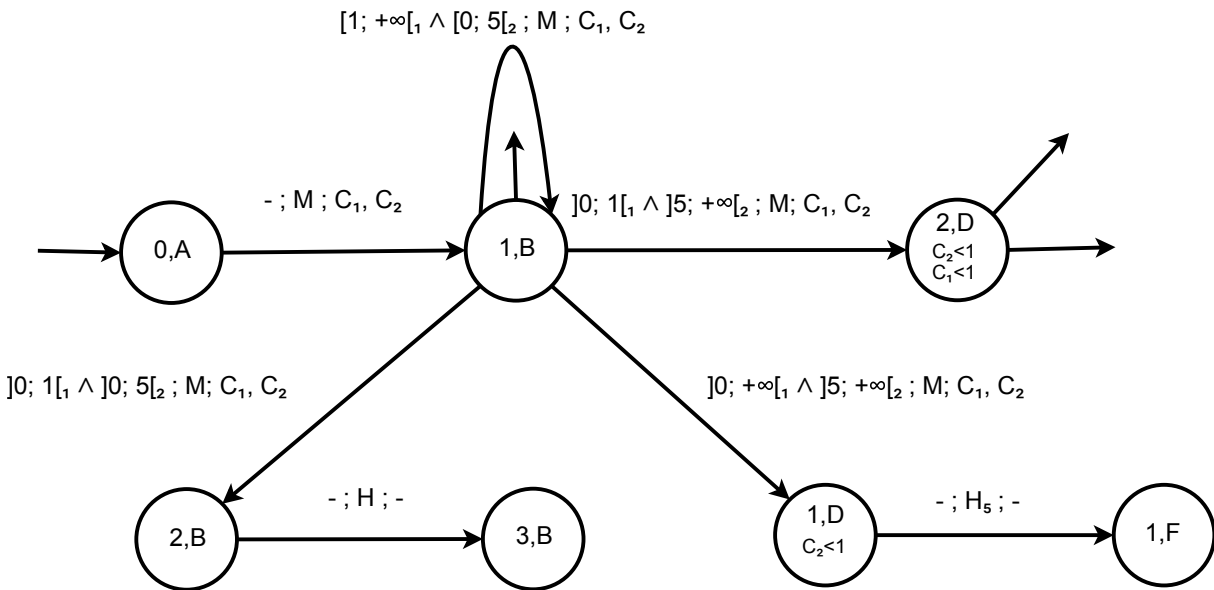 [1; +∞[₁ ∧ [0; 5[₂ ; M ; C₁, C₂
- ; M ; C₁, C₂
]0; 1[₁ ∧ ]5; +∞[₂ ; M; C₁, C₂
0,A
1,B
2,D
C₂<1
C₁<1
]0; 1[₁ ∧ ]0; 5[₂ ; M; C₁, C₂
]0; +∞[₁ ∧ ]5; +∞[₂ ; M; C₁, C₂
2,B
- ; H ; -
3,B
1,D
C₂<1
- ; H₅ ; -
1,F